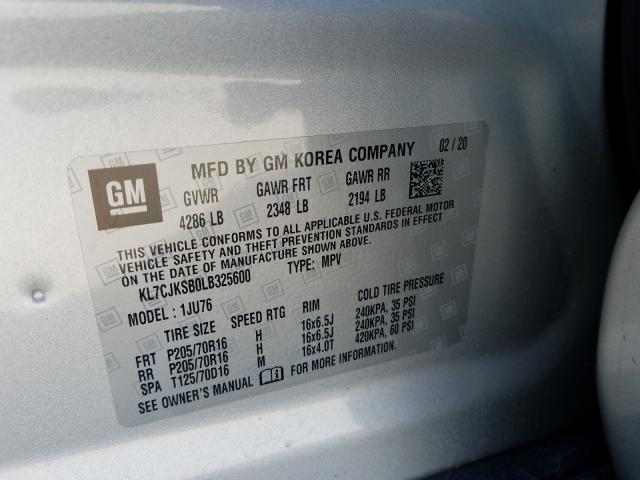 GM
MFD BY GM KOREA COMPANY 02 / 20
GVWR GAWR FRT GAWR RR
4286 LB 2348 LB 2194 LB
THIS VEHICLE CONFORMS TO ALL APPLICABLE U.S. FEDERAL MOTOR
VEHICLE SAFETY AND THEFT PREVENTION STANDARDS IN EFFECT
ON THE DATE OF MANUFACTURE SHOWN ABOVE.
KL7CJKSB0LB325600 TYPE: MPV
MODEL : 1JU76
TIRE SIZE SPEED RTG RIM COLD TIRE PRESSURE
FRT P205/70R16 H 16x6.5J 240KPA, 35 PSI
RR P205/70R16 H 16x6.5J 240KPA, 35 PSI
SPA T125/70D16 M 16x4.0T 420KPA, 60 PSI
SEE OWNER'S MANUAL FOR MORE INFORMATION.